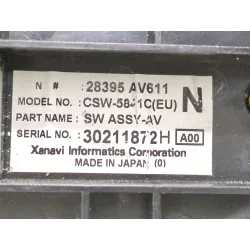 N #: 28395 AV611
MODEL NO.: CSW-5841C(EU) N
PART NAME: SW ASSY-AV
SERIAL NO.: 30211872H A00
Xanavi Informatics Corporation
MADE IN JAPAN (0)